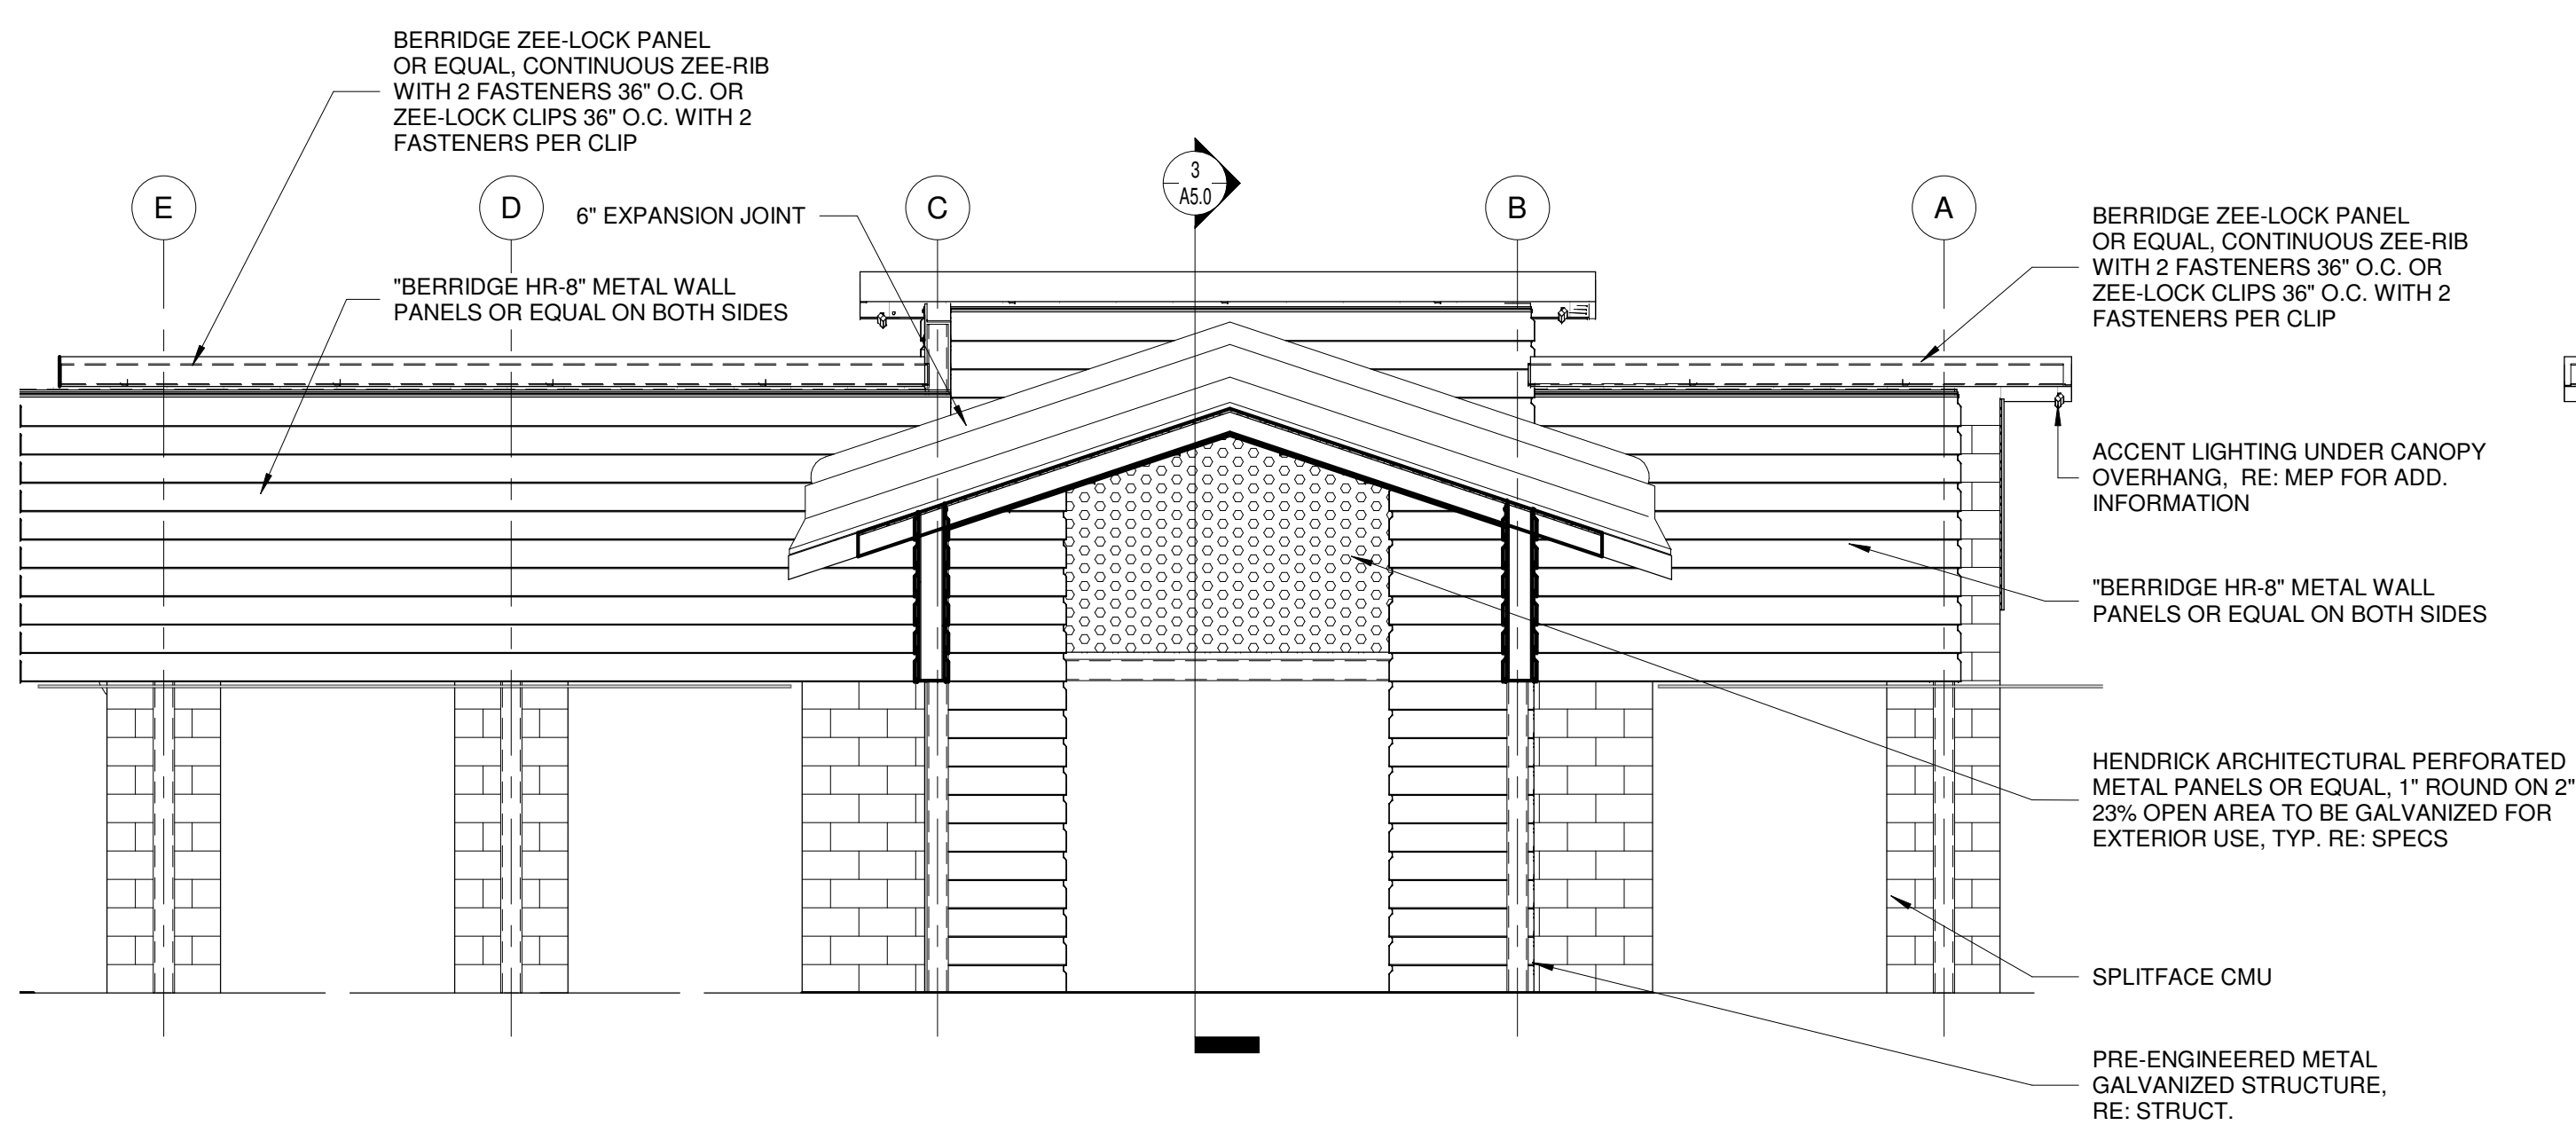 BERRIDGE ZEE-LOCK PANEL
OR EQUAL, CONTINUOUS ZEE-RIB
WITH 2 FASTENERS 36" O.C. OR
ZEE-LOCK CLIPS 36" O.C. WITH 2
FASTENERS PER CLIP
E
D
6" EXPANSION JOINT
C
3
A5.0
B
A
"BERRIDGE HR-8" METAL WALL
PANELS OR EQUAL ON BOTH SIDES
BERRIDGE ZEE-LOCK PANEL
OR EQUAL, CONTINUOUS ZEE-RIB
WITH 2 FASTENERS 36" O.C. OR
ZEE-LOCK CLIPS 36" O.C. WITH 2
FASTENERS PER CLIP
ACCENT LIGHTING UNDER CANOPY
OVERHANG, RE: MEP FOR ADD.
INFORMATION
"BERRIDGE HR-8" METAL WALL
PANELS OR EQUAL ON BOTH SIDES
HENDRICK ARCHITECTURAL PERFORATED
METAL PANELS OR EQUAL, 1" ROUND ON 2"
23% OPEN AREA TO BE GALVANIZED FOR
EXTERIOR USE, TYP. RE: SPECS
SPLITFACE CMU
PRE-ENGINEERED METAL
GALVANIZED STRUCTURE,
RE: STRUCT.